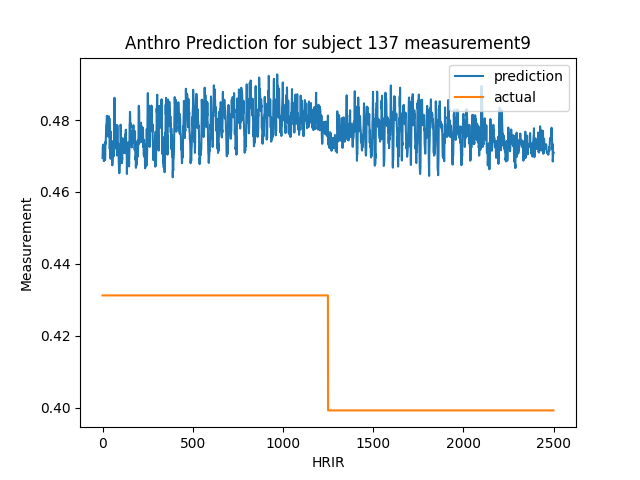 Anthro Prediction for subject 137 measurement9
prediction
actual
0.48
0.46
0.44
0.42
0.40
Measurement
0
500
1000
1500
2000
2500
HRIR